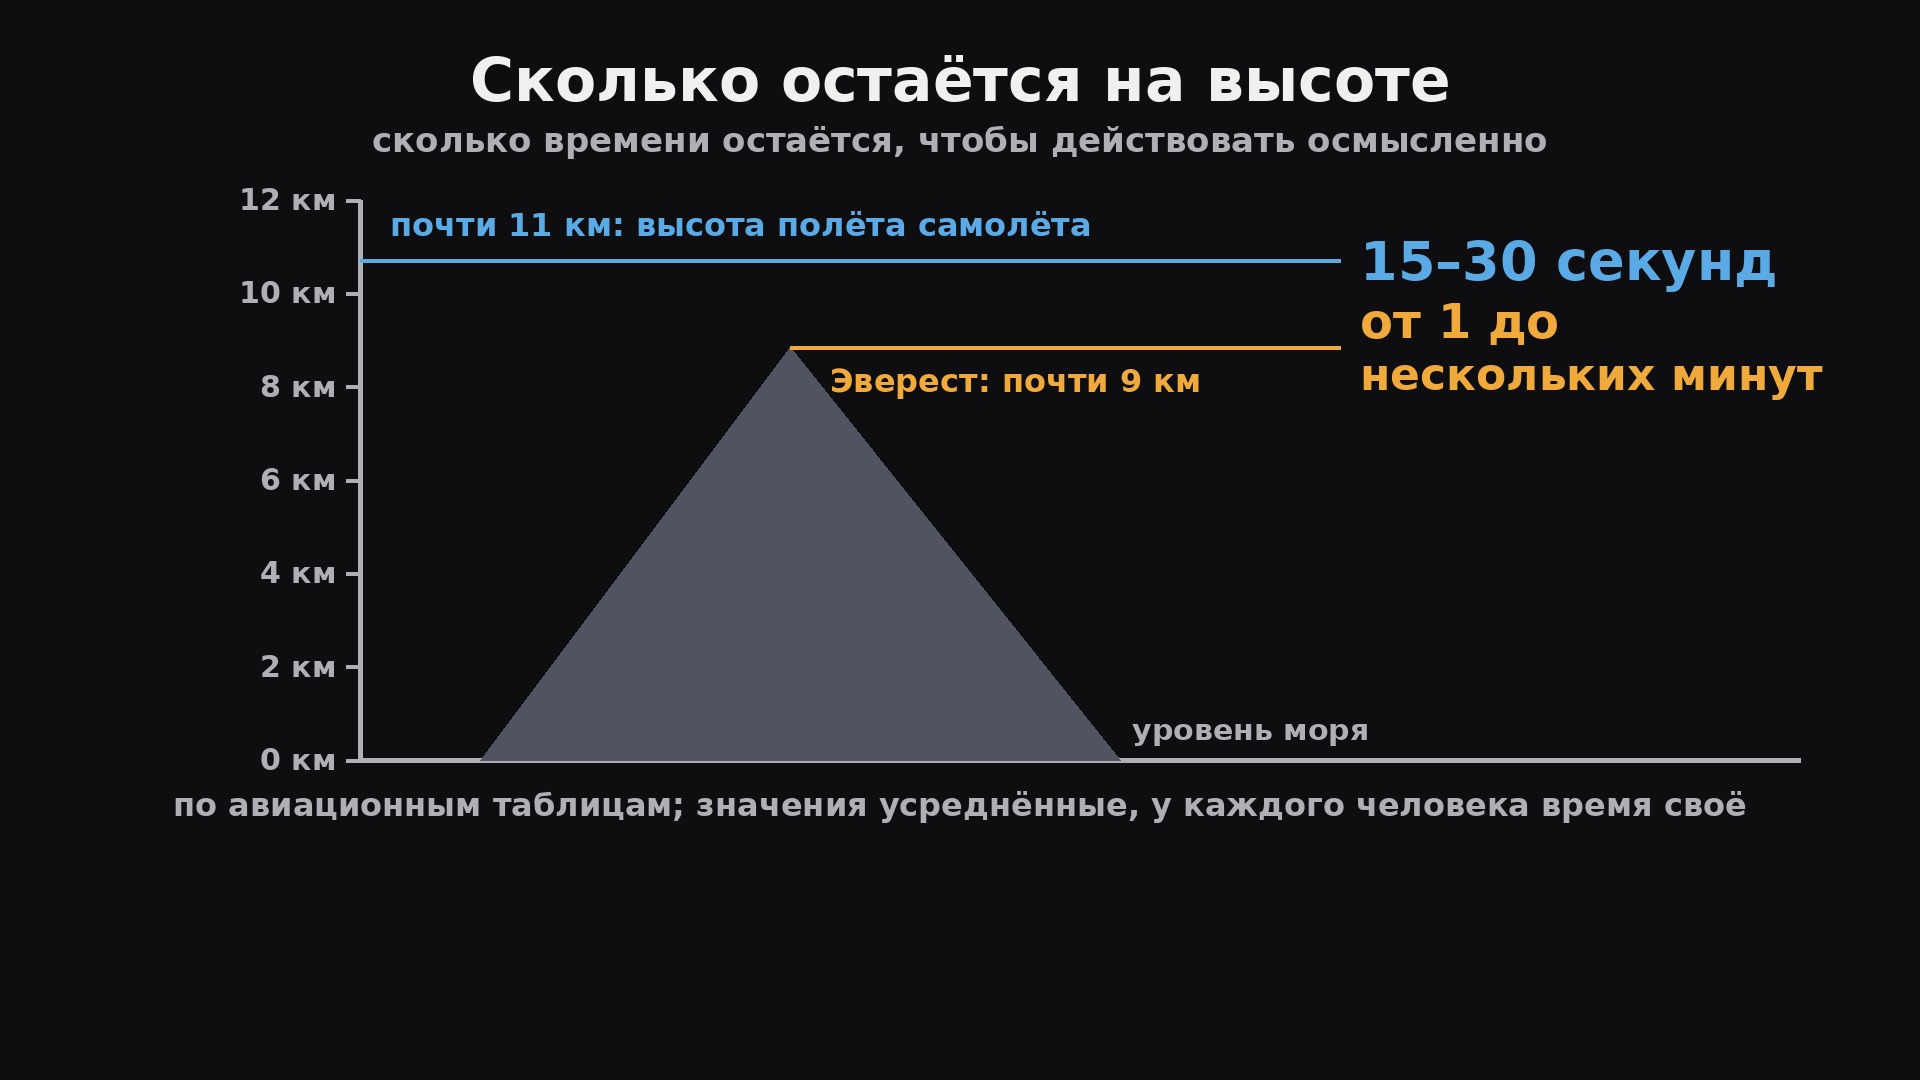 Сколько остаётся на высоте
сколько времени остаётся, чтобы действовать осмысленно
12 км
почти 11 км: высота полёта самолёта
15–30 секунд
10 км
от 1 до
нескольких минут
8 км
Эверест: почти 9 км
6 км
4 км
2 км
уровень моря
0 км
по авиационным таблицам; значения усреднённые, у каждого человека время своё